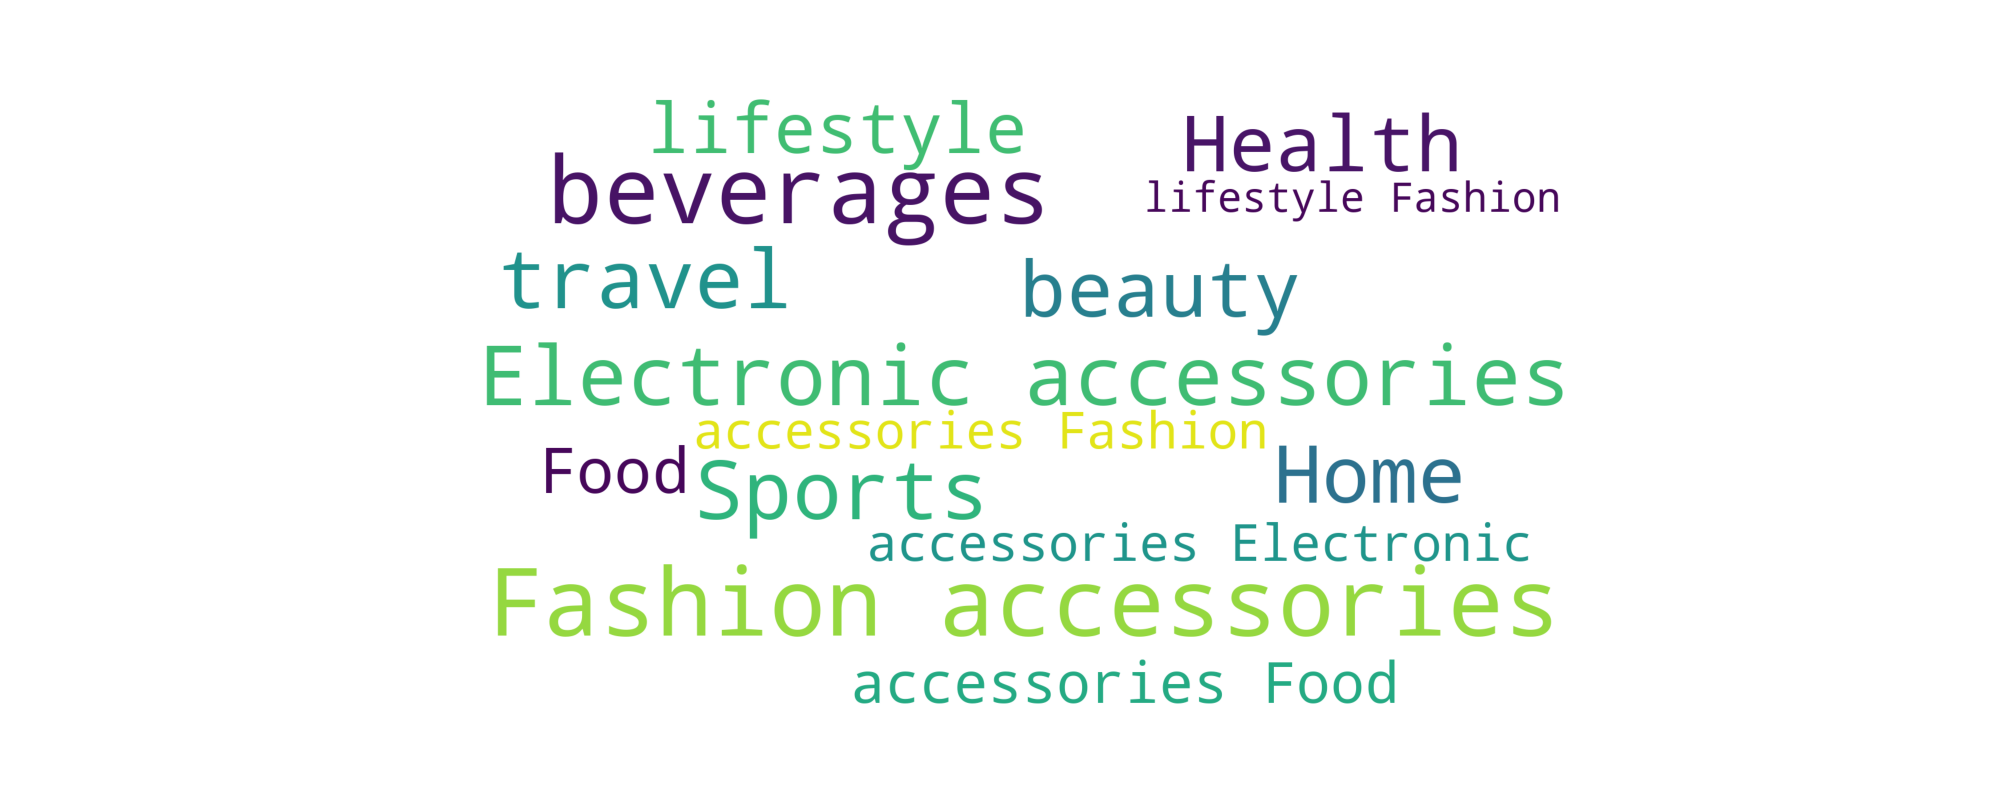 lifestyle
Health
beverages
lifestyle Fashion
travel
beauty
Electronic accessories
accessories Fashion
Food
Sports
Home
accessories Electronic
Fashion accessories
accessories Food